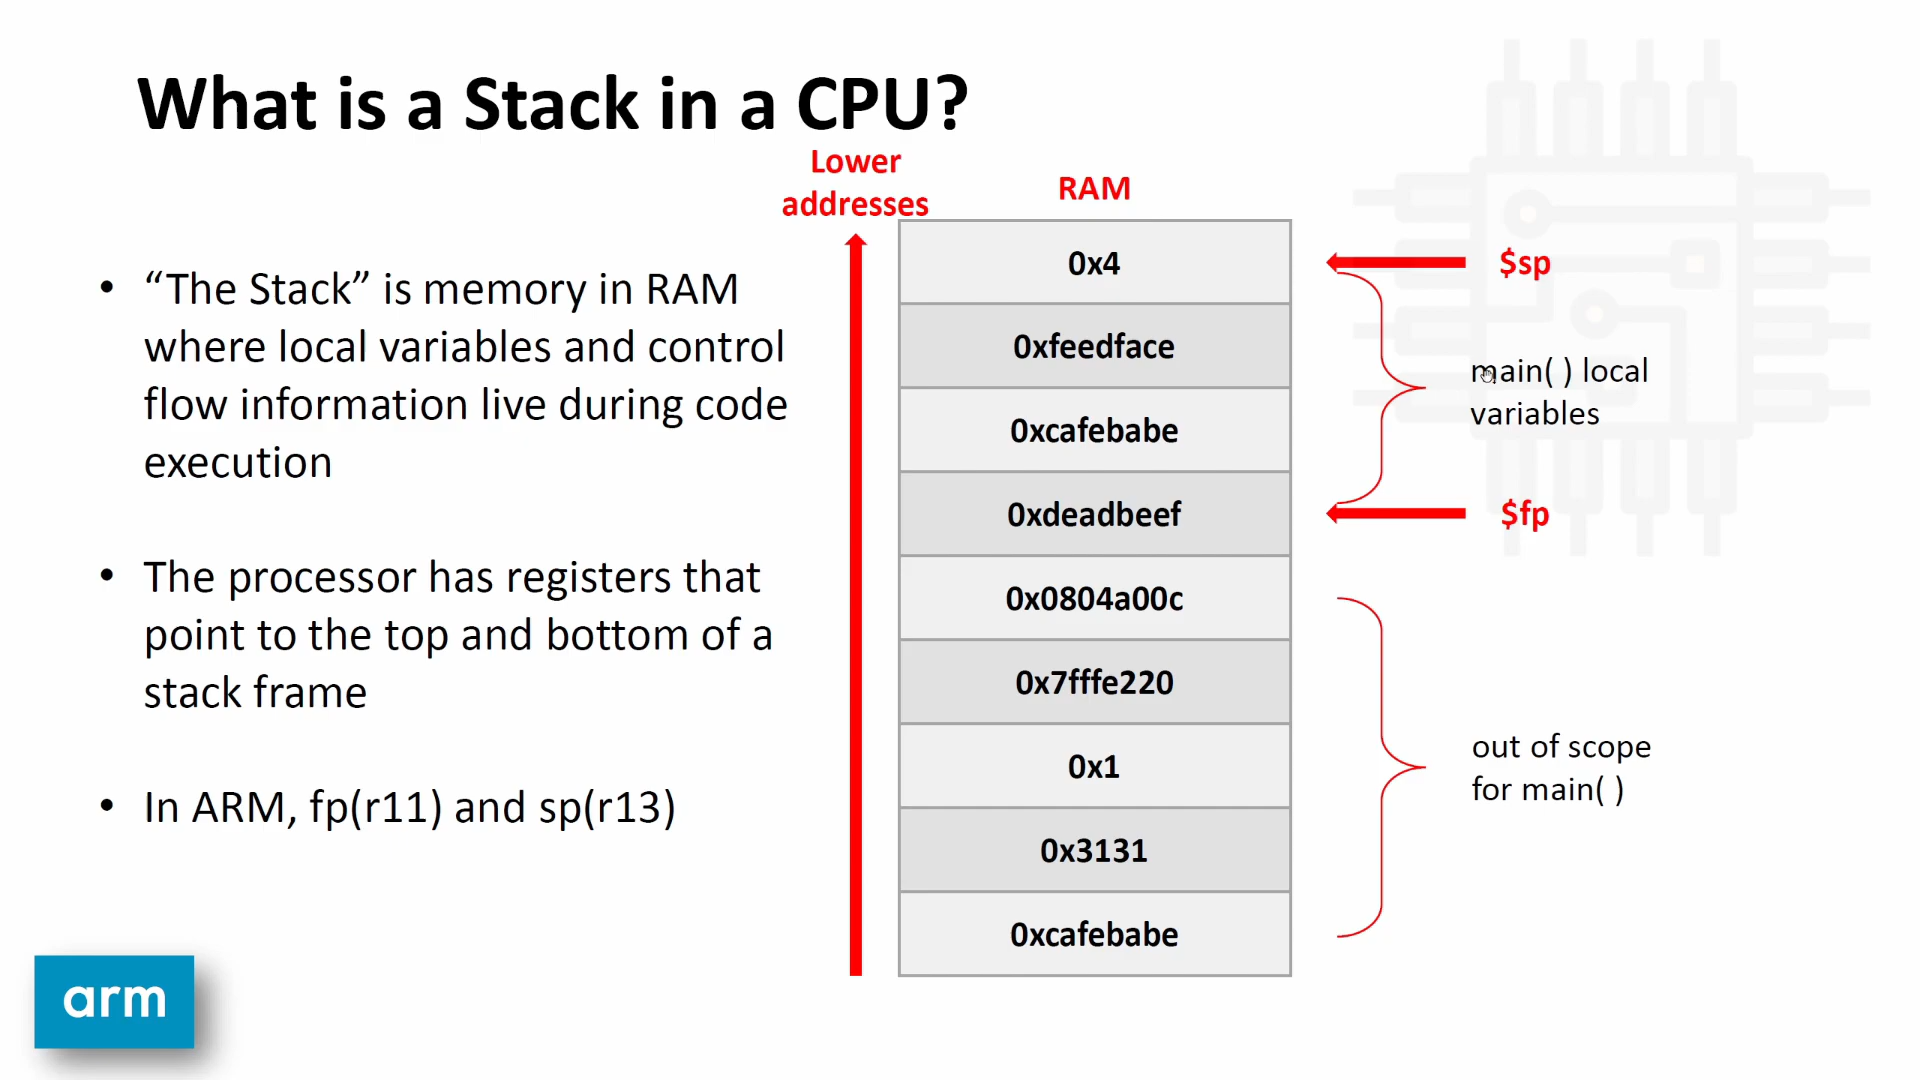 What is a Stack in a CPU?
Lower
addresses
RAM
• “The Stack” is memory in RAM
where local variables and control
flow information live during code
execution
• The processor has registers that
point to the top and bottom of a
stack frame
• In ARM, fp(r11) and sp(r13)
0x4
0xfeedface
0xcafebabe
0xdeadbeef
0x0804a00c
0x7fffe220
0x1
0x3131
0xcafebabe
$sp
main( ) local
variables
$fp
out of scope
for main( )
arm